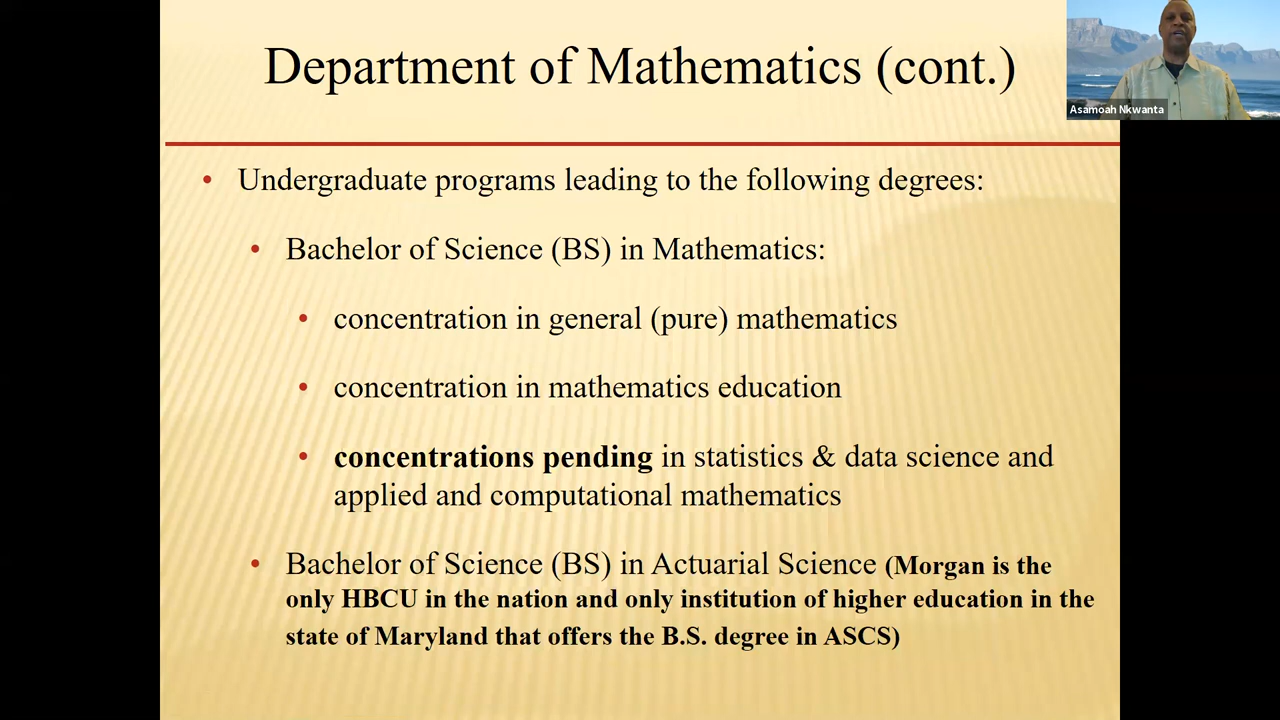 Department of Mathematics (cont.)
Asamoah Nkwanta
• Undergraduate programs leading to the following degrees:
• Bachelor of Science (BS) in Mathematics:
• concentration in general (pure) mathematics
• concentration in mathematics education
• concentrations pending in statistics & data science and
applied and computational mathematics
• Bachelor of Science (BS) in Actuarial Science (Morgan is the
only HBCU in the nation and only institution of higher education in the
state of Maryland that offers the B.S. degree in ASCS)